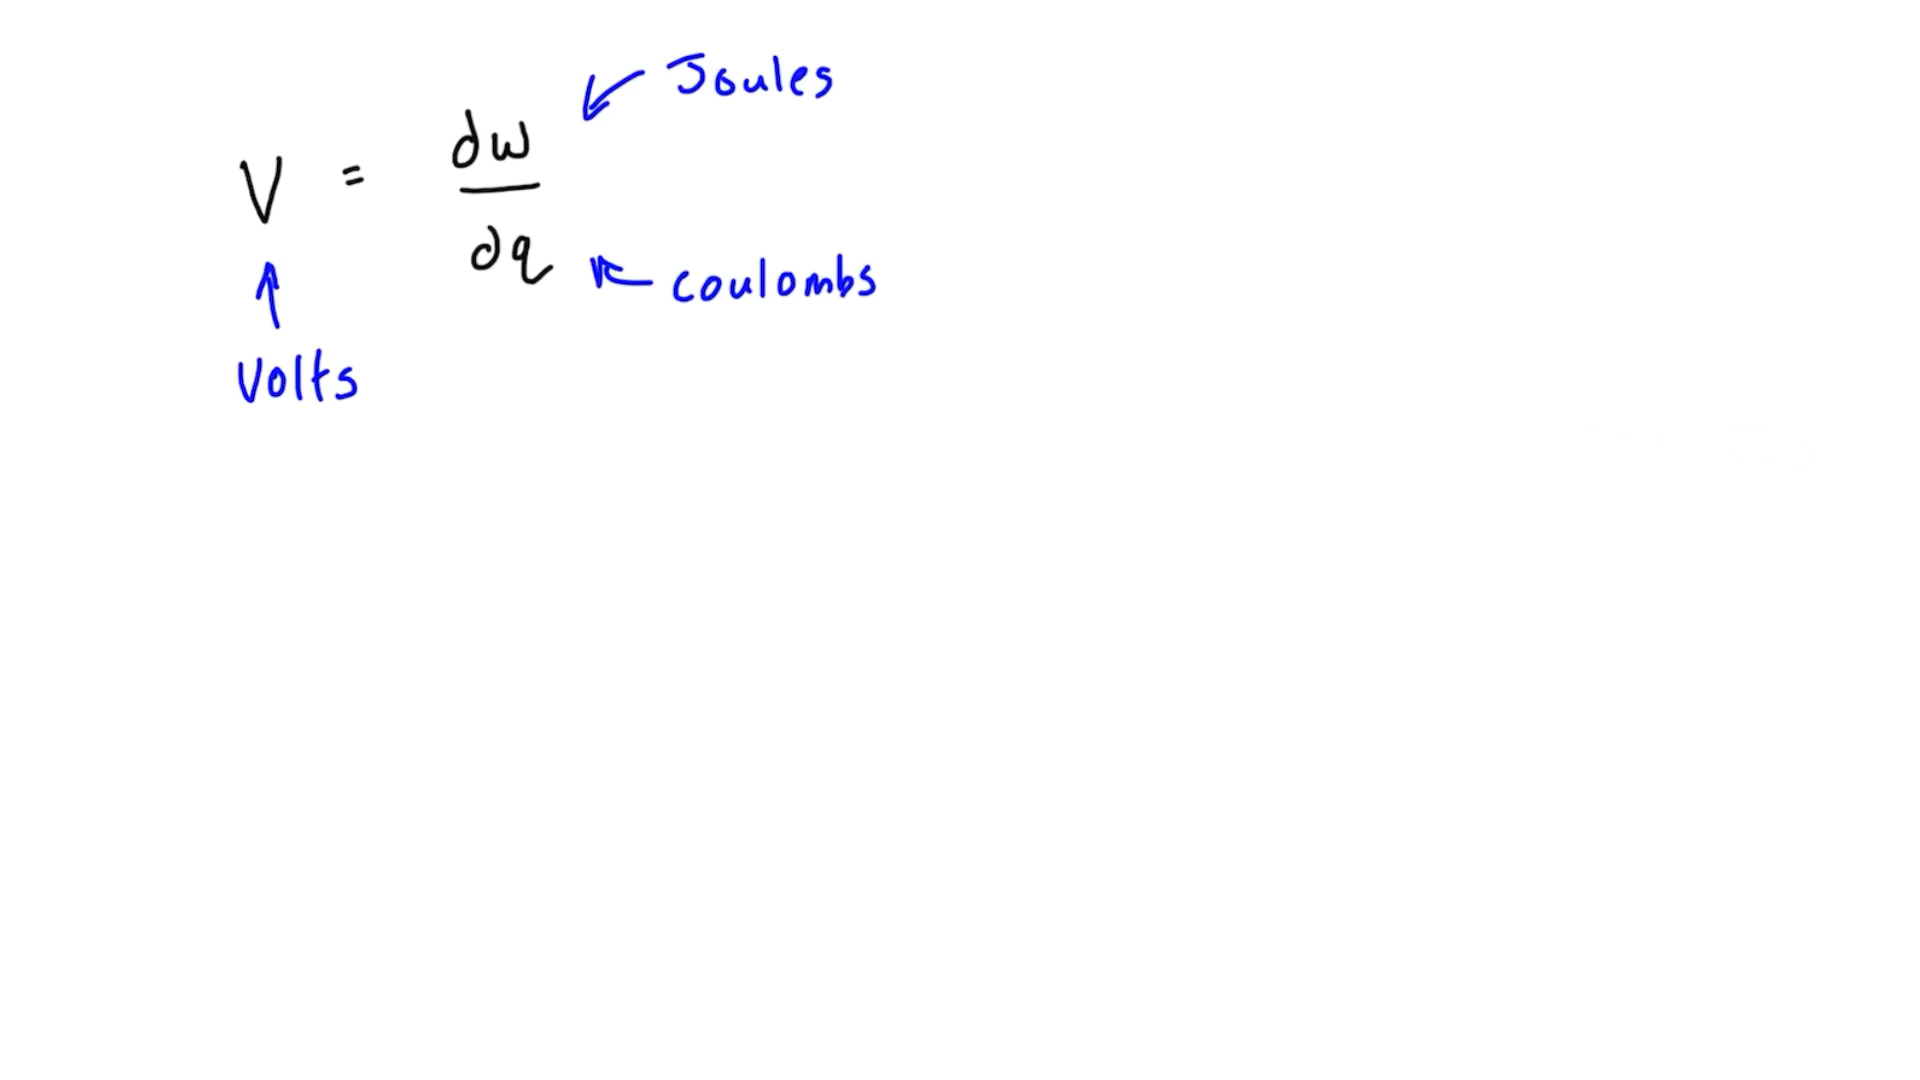 Joules
V = dw
dq
coulombs
Volts